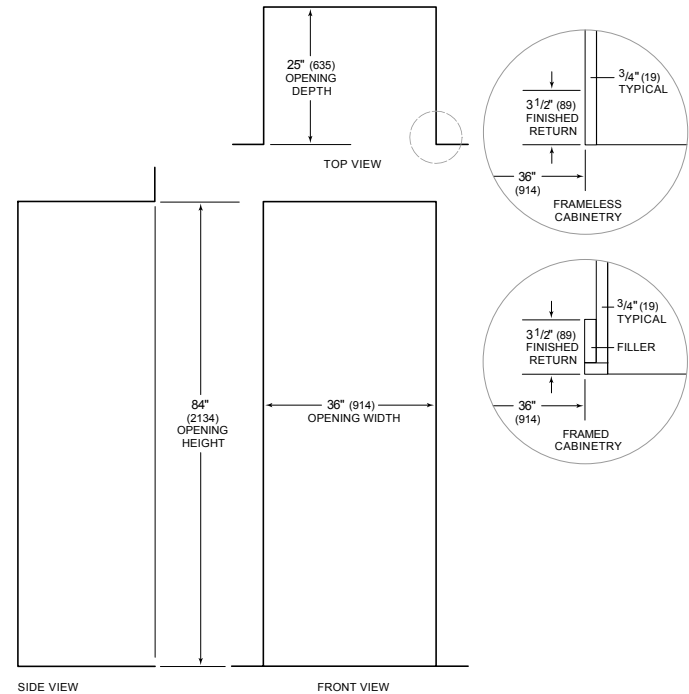 25" (635)
OPENING
DEPTH
TOP VIEW
3/4" (19)
TYPICAL
3 1/2" (89)
FINISHED
RETURN
36"
(914)
FRAMELESS
CABINETRY
3/4" (19)
TYPICAL
3 1/2" (89)
FINISHED
RETURN
FILLER
36"
(914)
FRAMED
CABINETRY
84"
(2134)
OPENING
HEIGHT
36" (914)
OPENING WIDTH
SIDE VIEW
FRONT VIEW